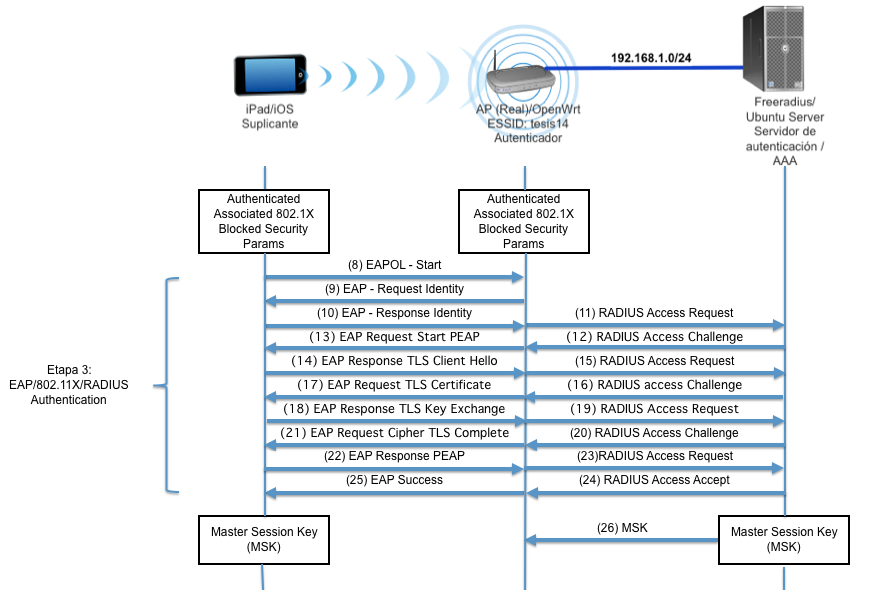 192.168.1.0/24
iPad/iOS
Suplicante
AP (Real)/OpenWrt
ESSID: tesis14
Autenticador
Freeradius/
Ubuntu Server
Servidor de
autenticación /
AAA
Authenticated
Associated 802.1X
Blocked Security
Params
Authenticated
Associated 802.1X
Blocked Security
Params
(8) EAPOL - Start
(9) EAP - Request Identity
(10) EAP - Response Identity
(11) RADIUS Access Request
(13) EAP Request Start PEAP
(12) RADIUS Access Challenge
(14) EAP Response TLS Client Hello
(15) RADIUS Access Request
(17) EAP Request TLS Certificate
(16) RADIUS access Challenge
(18) EAP Response TLS Key Exchange
(19) RADIUS Access Request
(21) EAP Request Cipher TLS Complete
(20) RADIUS Access Challenge
(22) EAP Response PEAP
(23)RADIUS Access Request
(25) EAP Success
(24) RADIUS Access Accept
Etapa 3:
EAP/802.11X/RADIUS
Authentication
Master Session Key
(MSK)
(26) MSK
Master Session Key
(MSK)